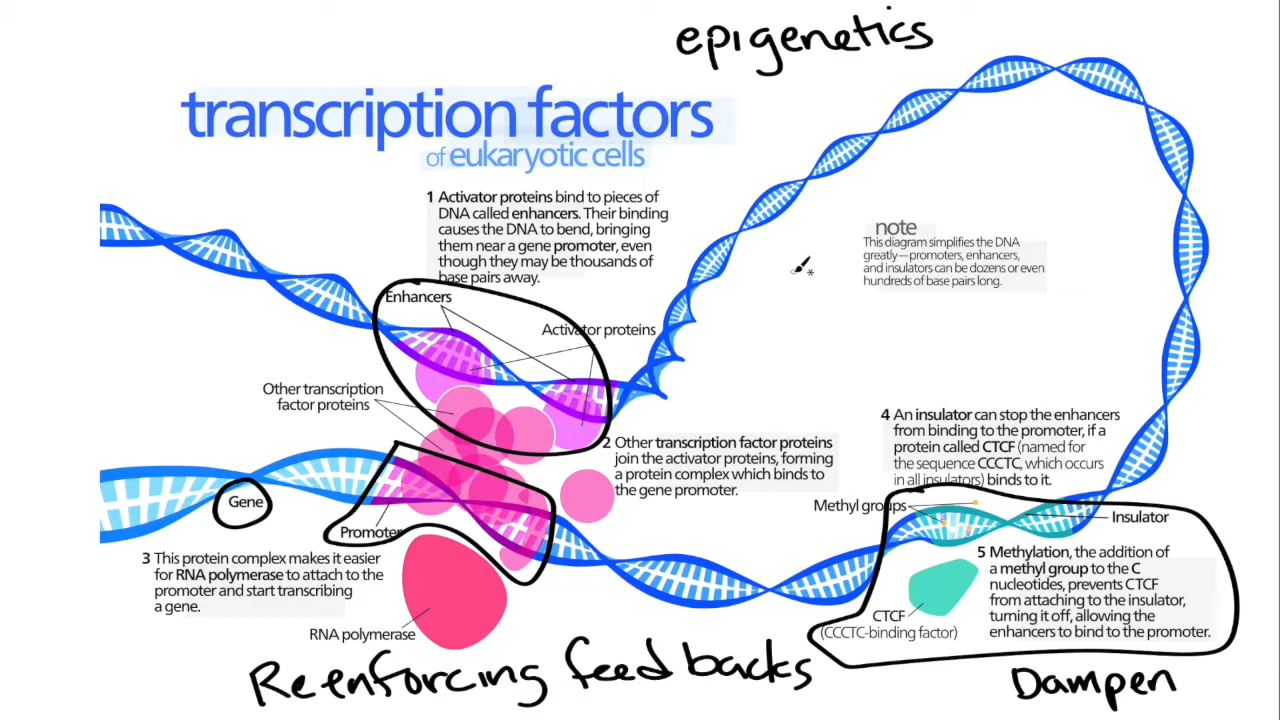 epigenetics
transcription factors
of eukaryotic cells
1 Activator proteins bind to pieces of
DNA called enhancers. Their binding
causes the DNA to bend, bringing
them near a gene promoter, even
though they may be thousands of
base pairs away.
note
This diagram simplifies the DNA
greatly—promoters, enhancers,
and insulators can be dozens or even
hundreds of base pairs long.
Enhancers
Activator proteins
Other transcription
factor proteins
2 Other transcription factor proteins
join the activator proteins, forming
a protein complex which binds to
the gene promoter.
4 An insulator can stop the enhancers
from binding to the promoter, if a
protein called CTCF (named for
the sequence CCCTC, which occurs
in all insulators) binds to it.
Gene
Promoter
Methyl groups
Insulator
3 This protein complex makes it easier
for RNA polymerase to attach to the
promoter and start transcribing
a gene.
RNA polymerase
5 Methylation, the addition of
a methyl group to the C
nucleotides, prevents CTCF
from attaching to the insulator,
turning it off, allowing the
enhancers to bind to the promoter.
CTCF
(CCCTC-binding factor)
Reenforcing feedbacks
Dampen